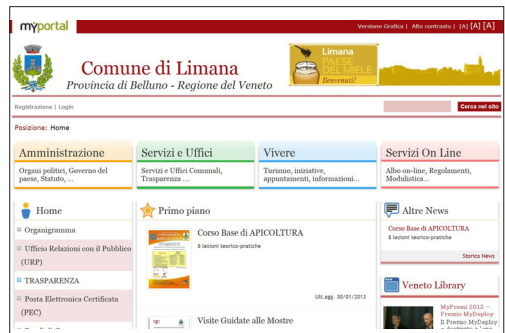 myportal
Versione Grafica | Alto contrasto | [A] [A] [A]
Comune di Limana
Provincia di Belluno - Regione del Veneto
Limana
PAESE
DEL MIELE
Benvenuti!
Registrazione | Login
Cerca nel sito
Posizione: Home
Amministrazione
Organi politici, Governo del
paese, Statuto, ...
Servizi e Uffici
Servizi e Uffici Comunali,
Trasparenza ....
Vivere
Turismo, iniziative,
appuntamenti, informazioni...
Servizi On Line
Albo on-line, Regolamenti,
Modulistica...
Home
Organigramma
Ufficio Relazioni con il Pubblico
(URP)
TRASPARENZA
Posta Elettronica Certificata
(PEC)
Primo piano
Corso Base di APICOLTURA
8 lezioni teorico-pratiche
Ult.agg. 30/01/2013
Visite Guidate alle Mostre
Altre News
Corso Base di APICOLTURA
8 lezioni teorico-pratiche
Storico News
Veneto Library
MyPremi 2012 -
Premio MyDeploy
Il Premio MyDeploy